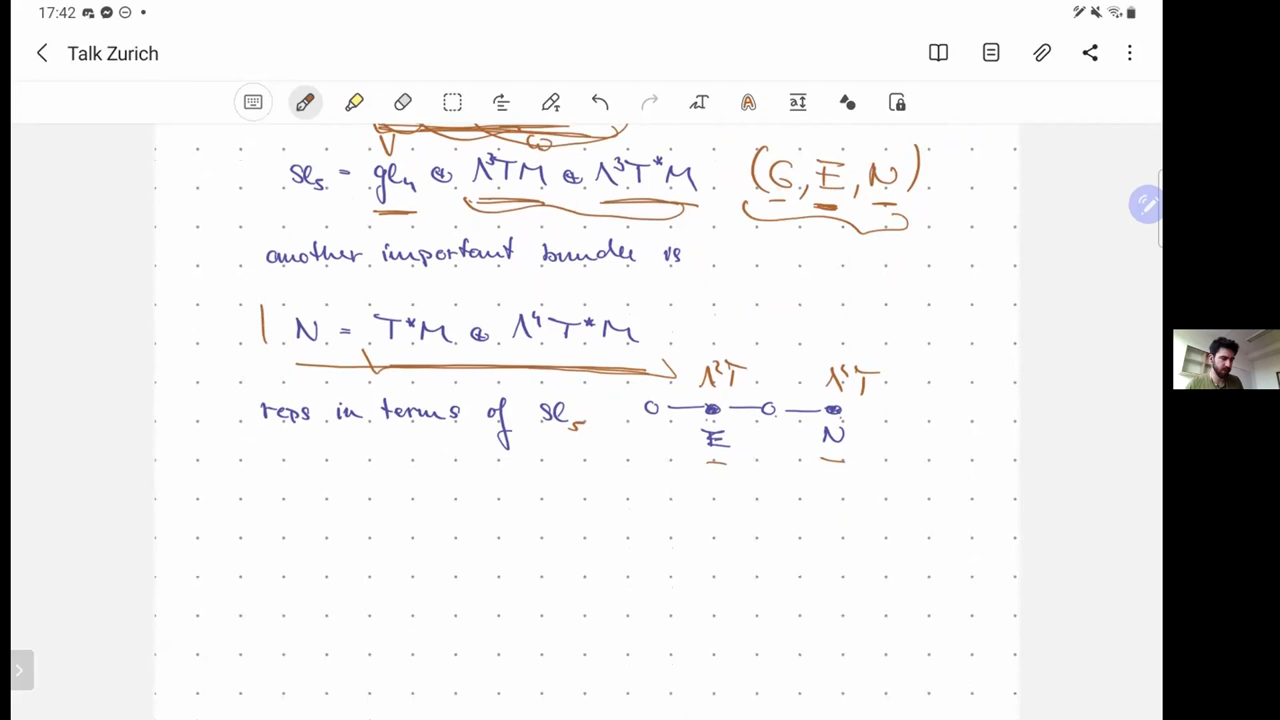 17:42
Talk Zurich
V ω
sl₅ = gl₄ ⊕ Λ³TM ⊕ Λ³T*M (G, E, N)
another important bundle is
N = T*M ⊕ Λ⁴T*M
Λ²T Λ⁴T
reps in terms of sl₅
E N